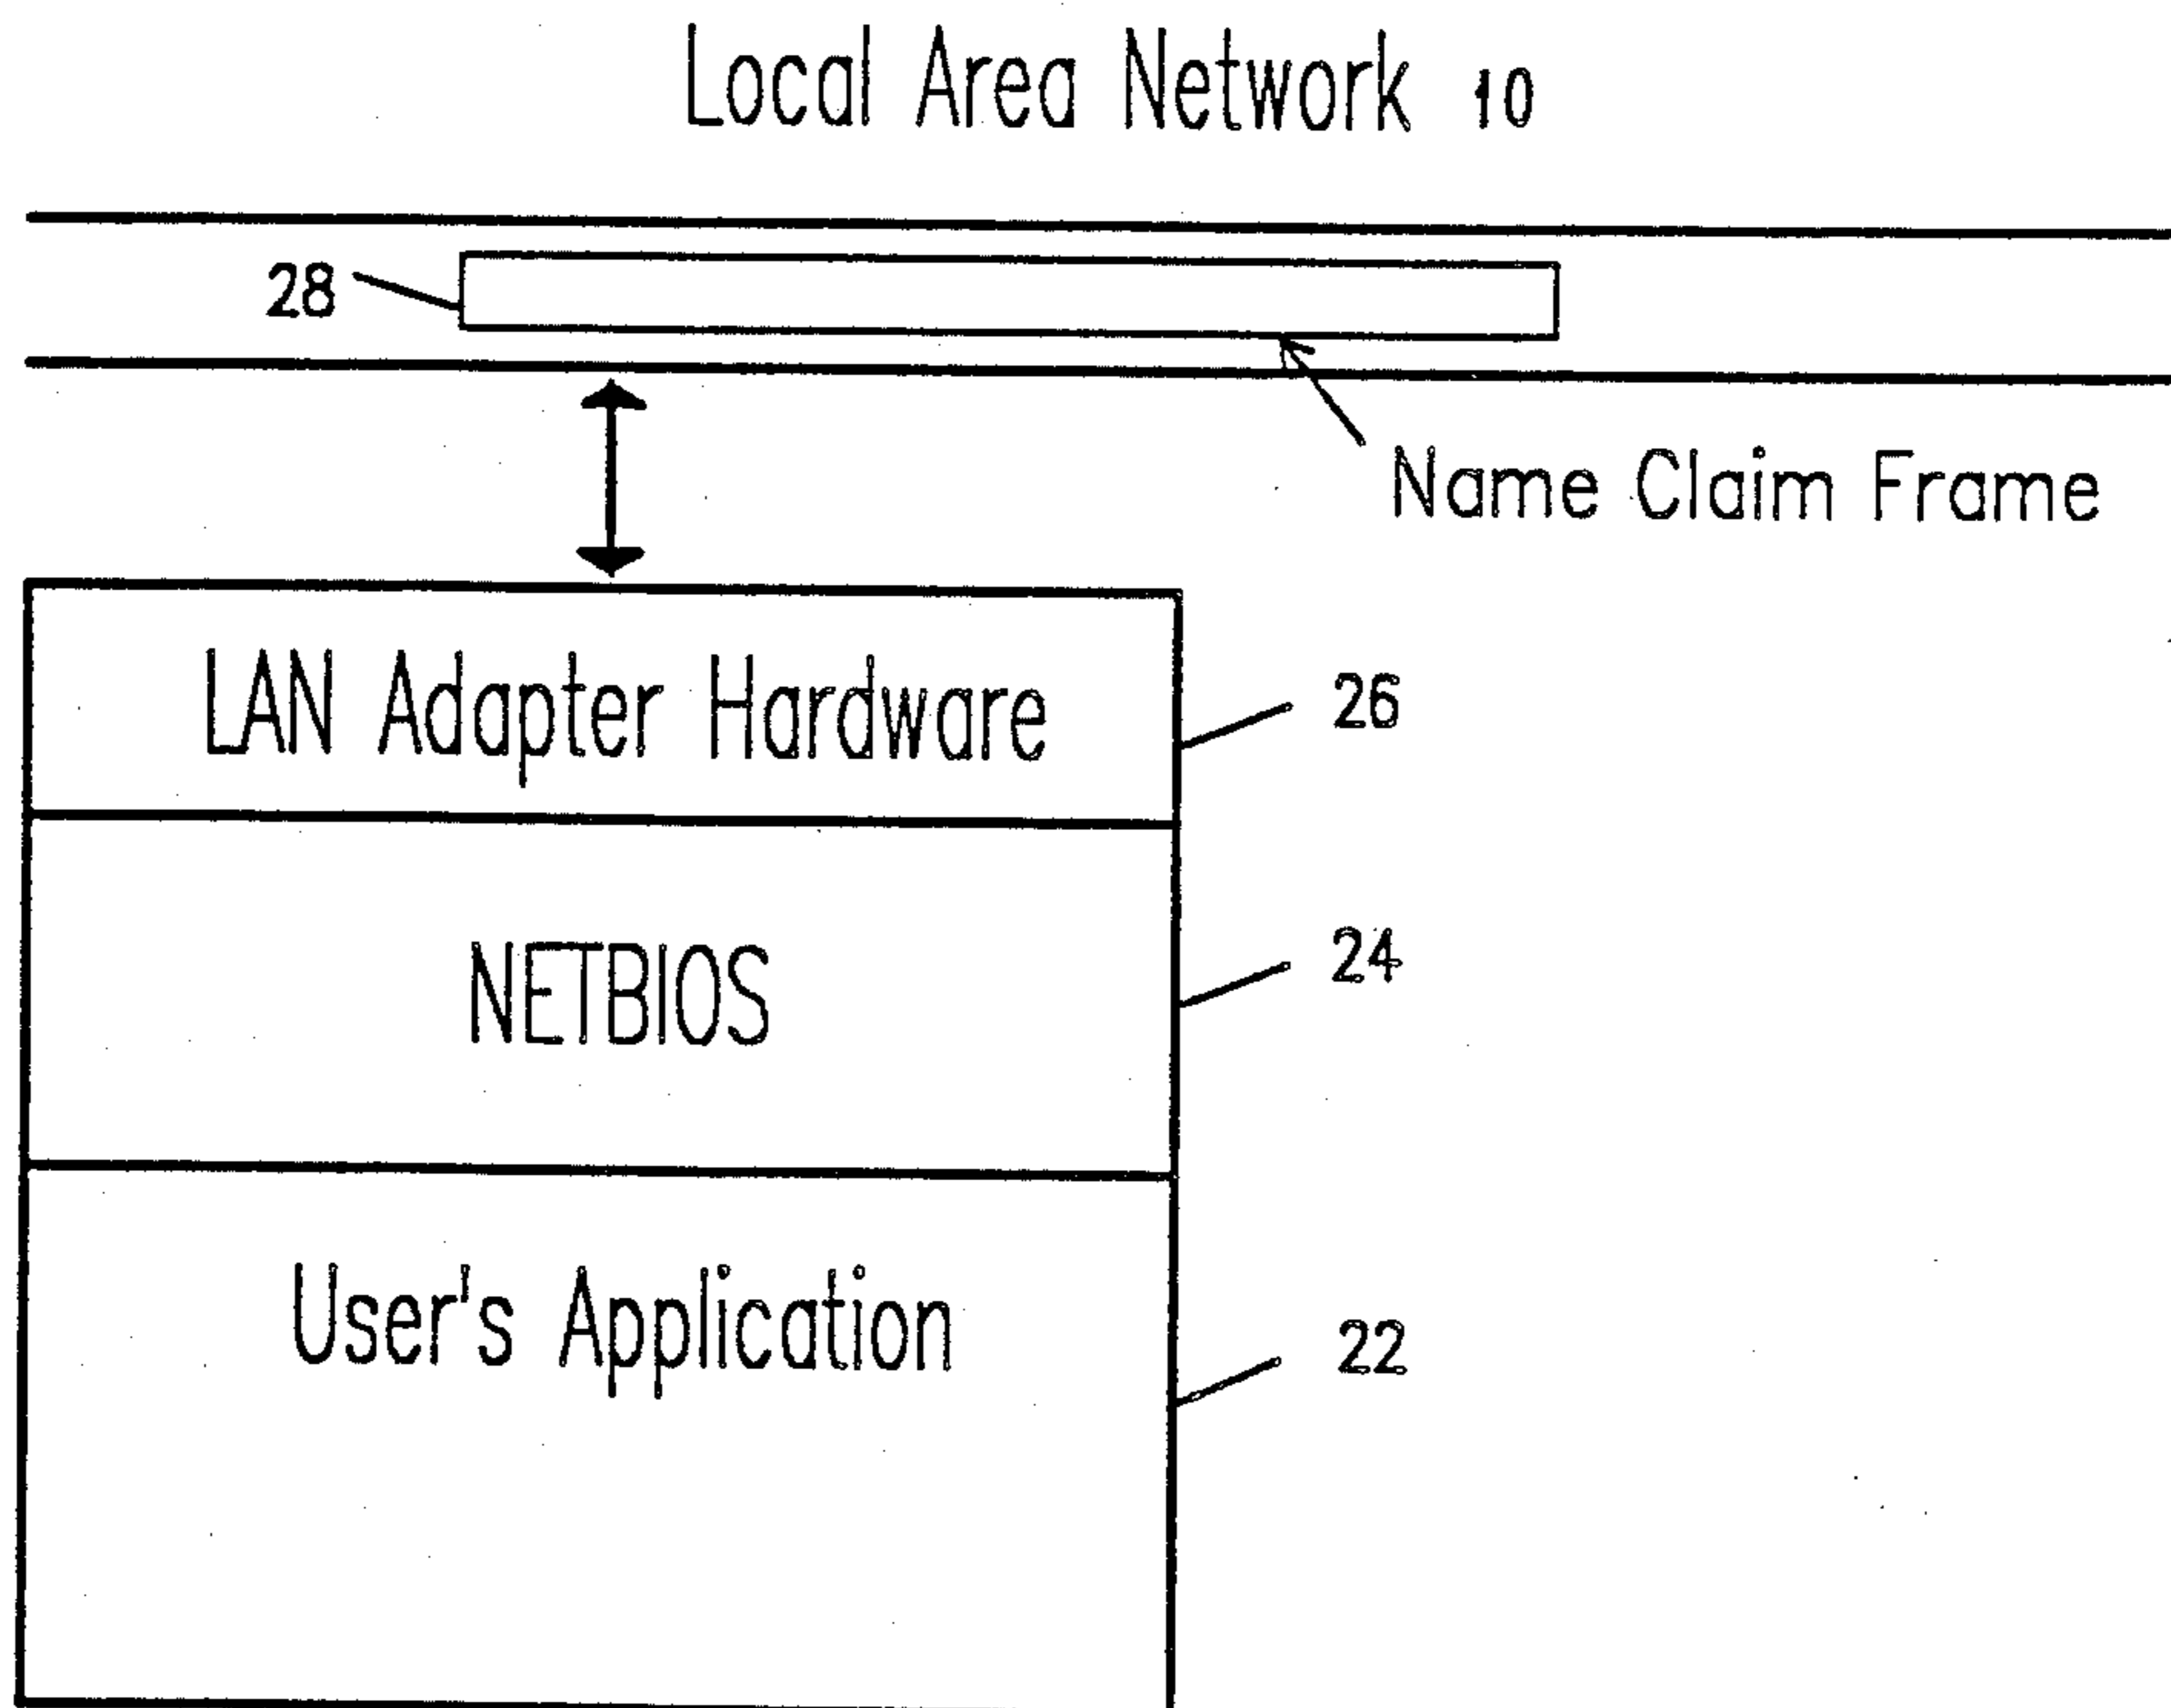 Local Area Network 10
28
Name Claim Frame
LAN Adapter Hardware
26
NETBIOS
24
User's Application
22